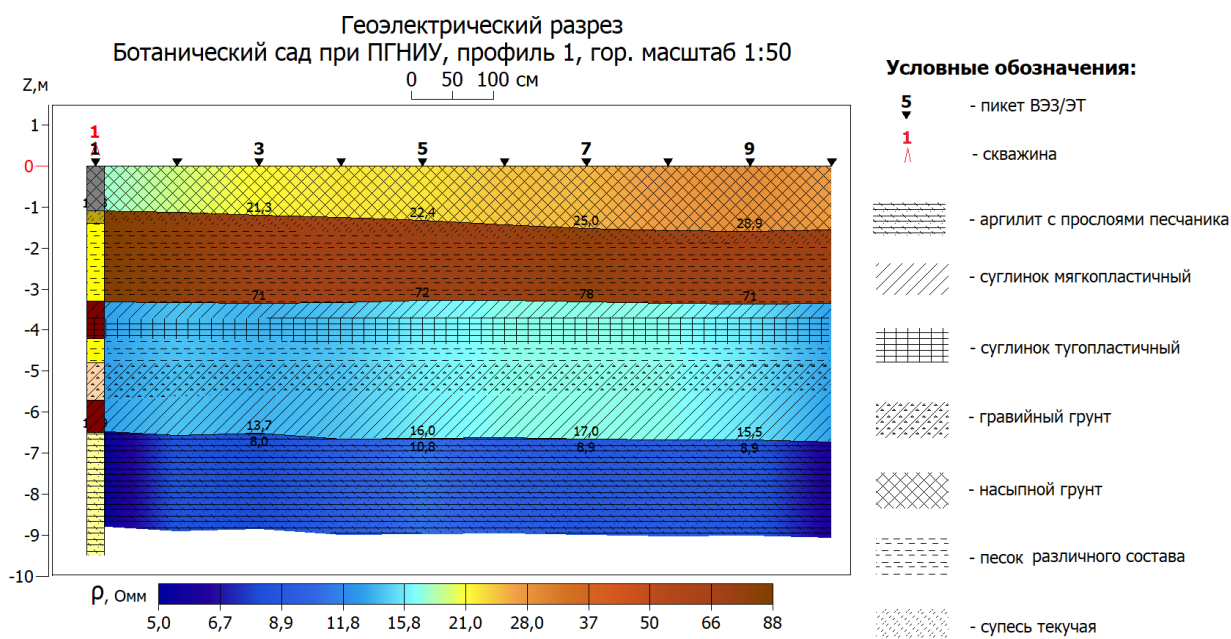 Геоэлектрический разрез
Ботанический сад при ПГНИУ, профиль 1, гор. масштаб 1:50
0 50 100 см
Z,м
1
0
-1
-2
-3
-4
-5
-6
-7
-8
-9
-10
1
1 3 5 7 9
21,3 22,4 25,0 28,9
71 72 78 71
13,7 16,0 17,0 15,5
8,0 10,8 8,9 8,9
ρ, Омм
5,0 6,7 8,9 11,8 15,8 21,0 28,0 37 50 66 88
Условные обозначения:
5 - пикет ВЭЗ/ЭТ
1 - скважина
- аргилит с прослоями песчаника
- суглинок мягкопластичный
- суглинок тугопластичный
- гравийный грунт
- насыпной грунт
- песок различного состава
- супесь текучая